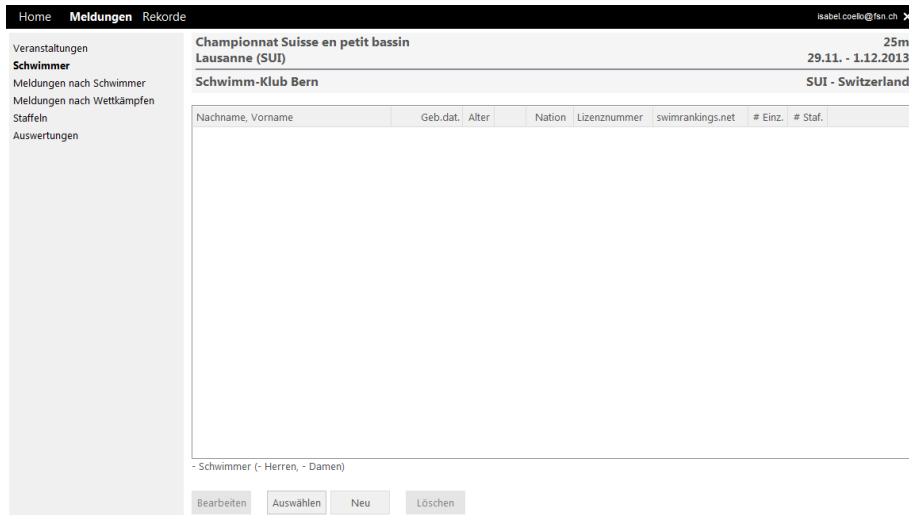 Home Meldungen Rekorde isabel.coello@fsn.ch X
Veranstaltungen
Schwimmer
Meldungen nach Schwimmer
Meldungen nach Wettkämpfen
Staffeln
Auswertungen
Championnat Suisse en petit bassin 25m
Lausanne (SUI) 29.11. - 1.12.2013
Schwimm-Klub Bern SUI - Switzerland
Nachname, Vorname Geb.dat. Alter Nation Lizenznummer swimrankings.net # Einz. # Staf.
- Schwimmer (- Herren, - Damen)
Bearbeiten Auswählen Neu Löschen